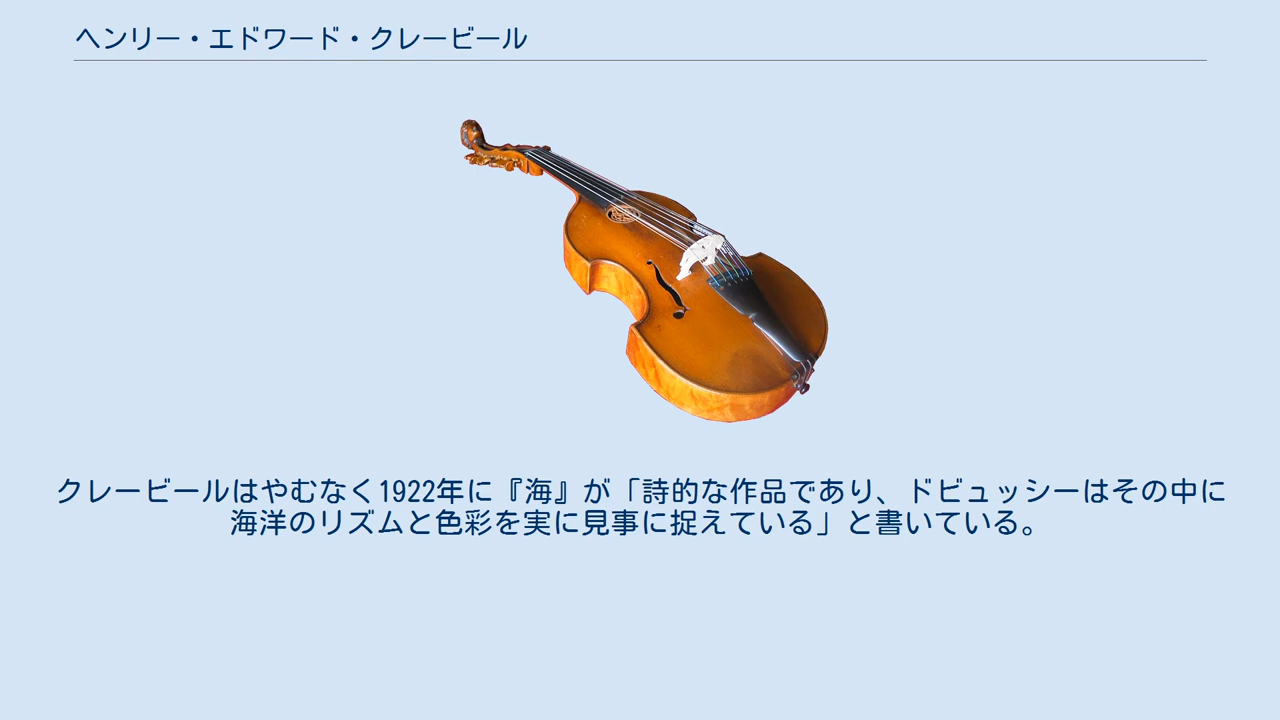 ヘンリー・エドワード・クレービール
クレービールはやむなく1922年に『海』が「詩的な作品であり、ドビュッシーはその中に
海洋のリズムと色彩を実に見事に捉えている」と書いている。